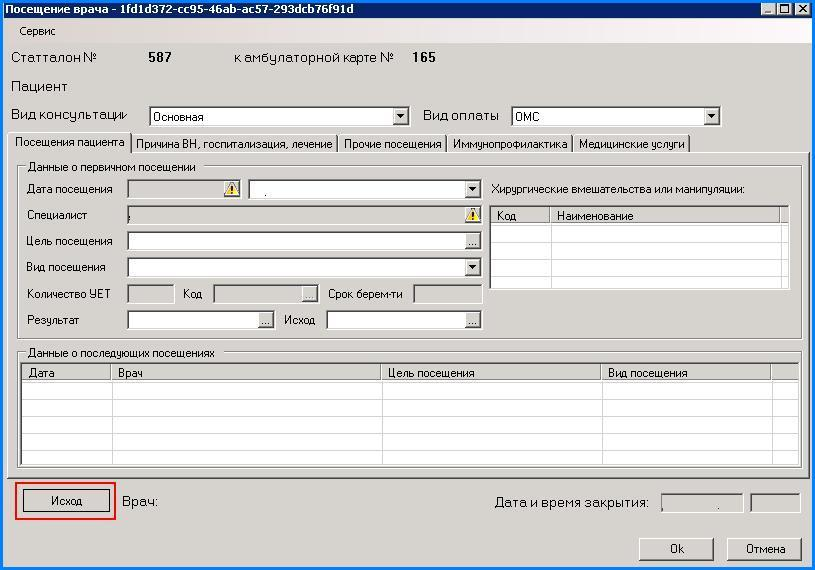 Посещение врача - 1fd1d372-cc95-46ab-ac57-293dcb76f91d
Сервис
Статталон № 587 к амбулаторной карте № 165
Пациент
Вид консультации Основная Вид оплаты ОМС
Посещения пациента Причина ВН, госпитализация, лечение Прочие посещения Иммунопрофилактика Медицинские услуги
Данные о первичном посещении
Дата посещения Хирургические вмешательства или манипуляции:
Специалист Код Наименование
Цель посещения ...
Вид посещения
Количество УЕТ Код ... Срок берем-ти
Результат ... Исход ...
Данные о последующих посещениях
Дата Врач Цель посещения Вид посещения
Исход Врач: Дата и время закрытия:
Ok Отмена